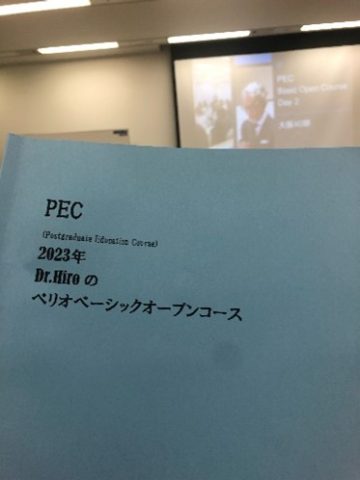 PEC
Basic Open Course
Day 2
PEC
(Postgraduate Education Course)
2023年
Dr.Hiro の
ペリオベーシックオープンコース